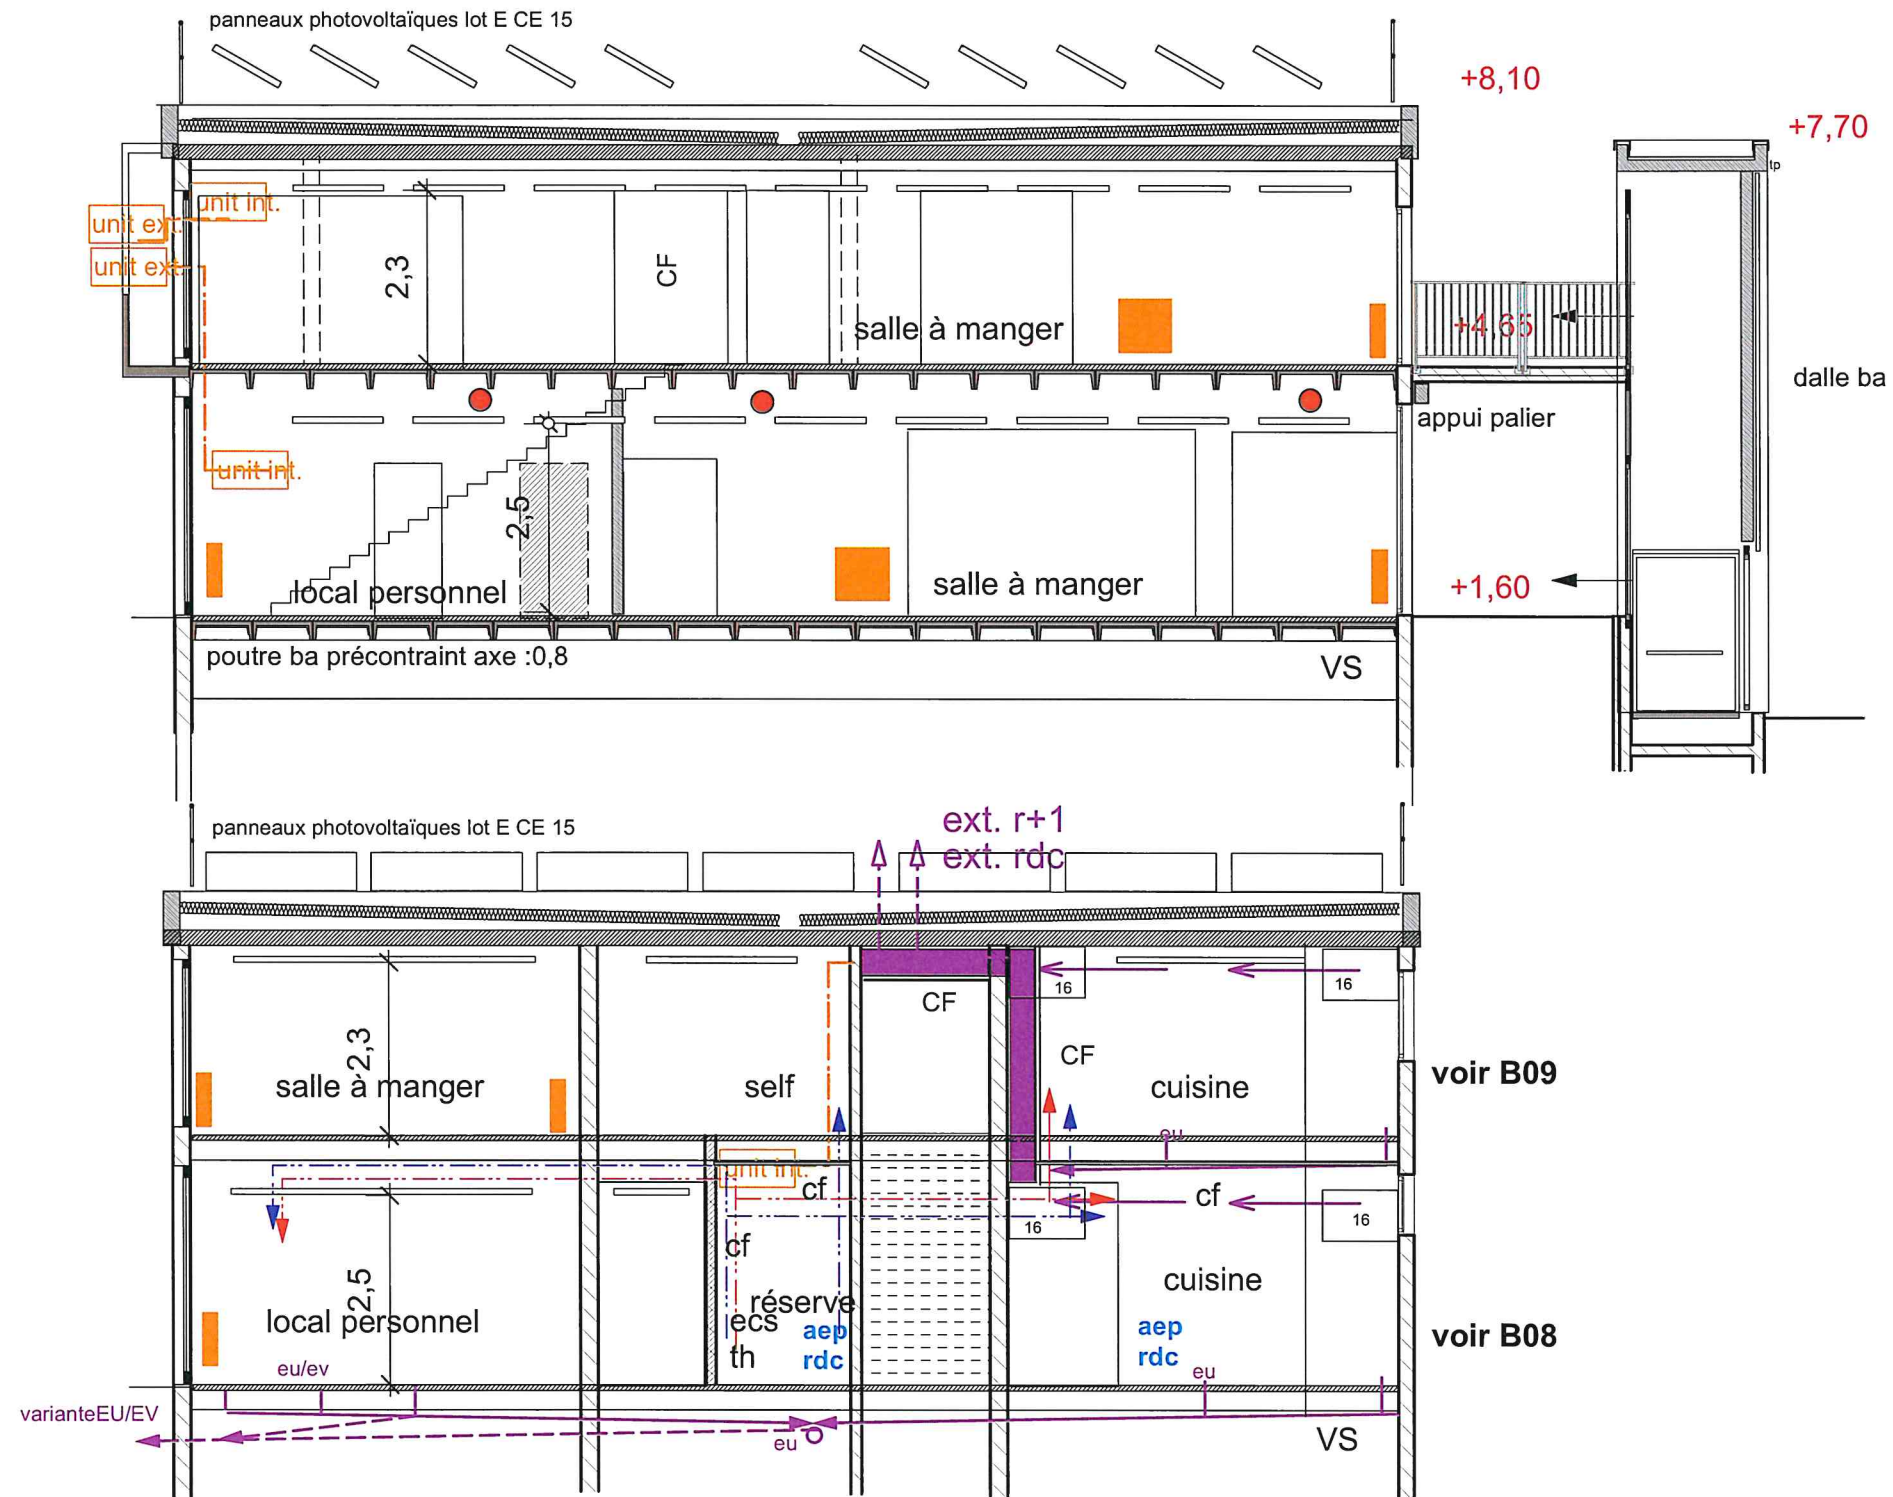 panneaux photovoltaïques lot E CE 15
+8,10
+7,70
tp
unit int.
unit ext.
unit ext.
2,3
CF
salle à manger
+4,65
dalle ba
appui palier
unit int.
2,5
local personnel
salle à manger
+1,60
poutre ba précontraint axe :0,8
VS
panneaux photovoltaïques lot E CE 15
ext. r+1
ext. rdc
CF
16
16
2,3
CF
salle à manger
self
cuisine
voir B09
eu
unit int.
cf
cf
16
16
cf
2,5
réserve
cuisine
local personnel
ecs
th
aep
rdc
aep
rdc
voir B08
eu/ev
eu
varianteEU/EV
eu
VS